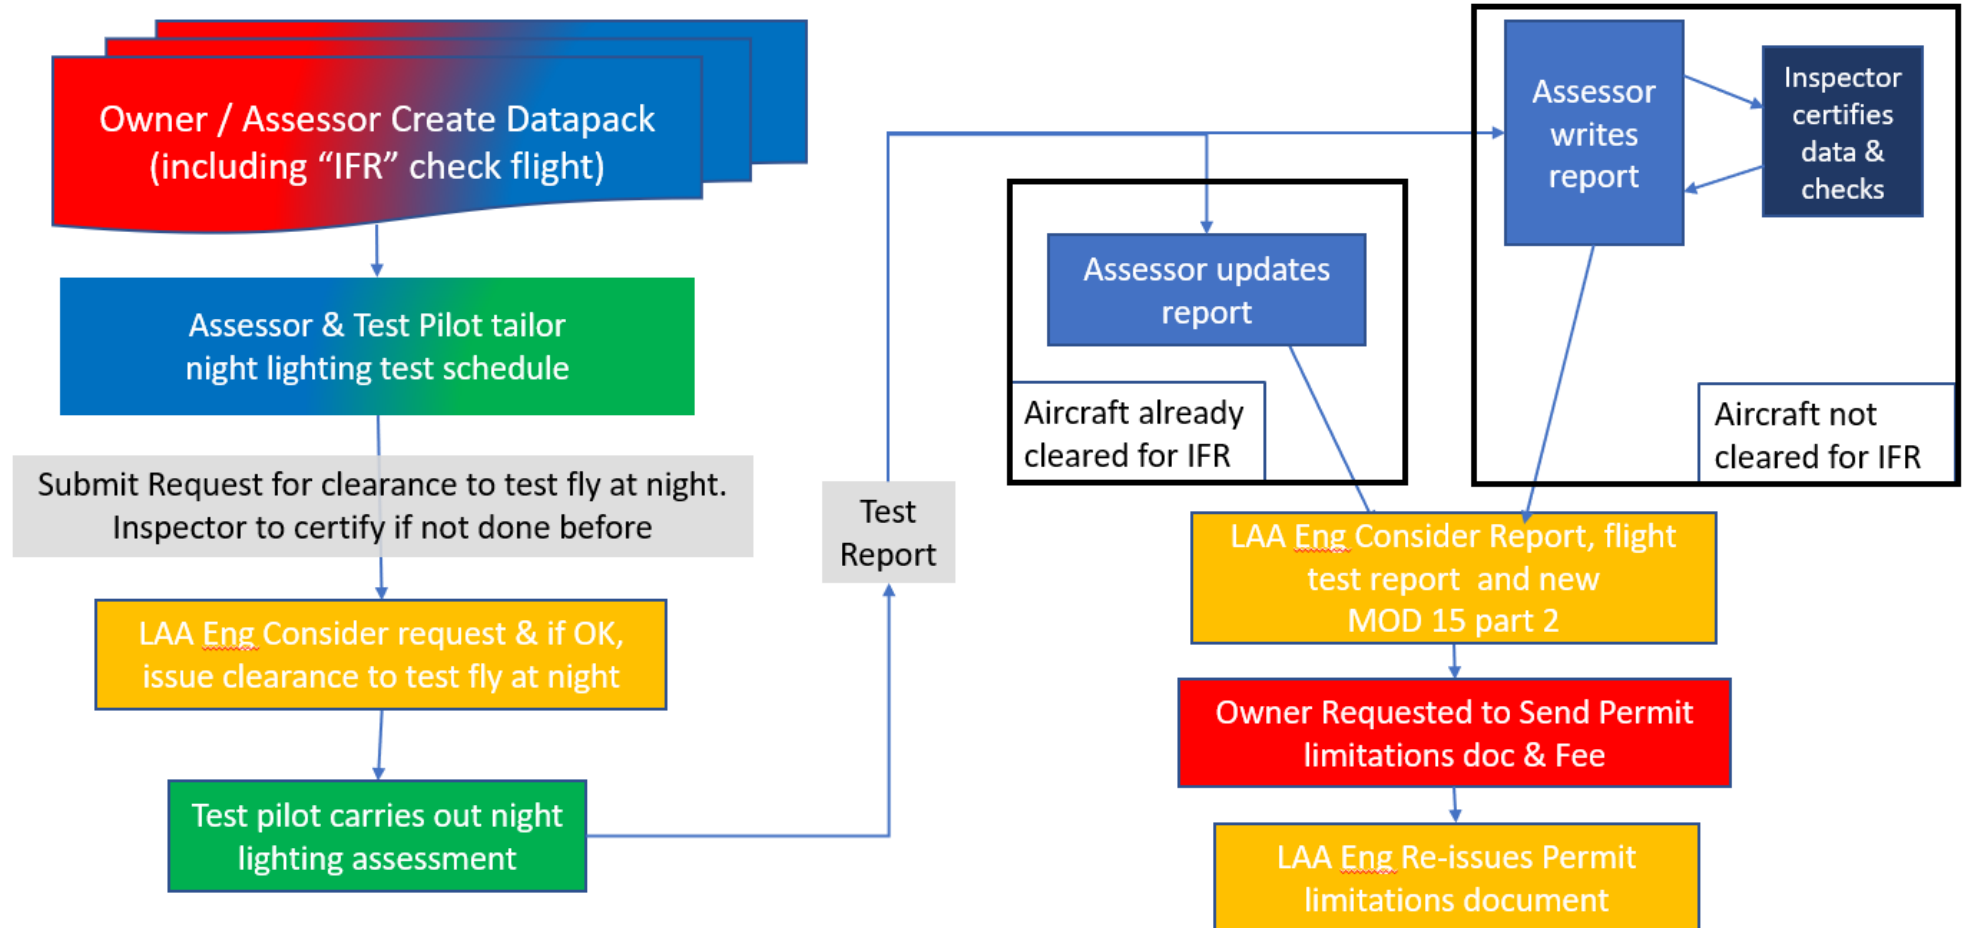 Owner / Assessor Create Datapack
(including “IFR” check flight)
Assessor & Test Pilot tailor
night lighting test schedule
Submit Request for clearance to test fly at night.
Inspector to certify if not done before
LAA Eng Consider request & if OK,
issue clearance to test fly at night
Test pilot carries out night
lighting assessment
Test
Report
Assessor updates
report
Aircraft already
cleared for IFR
Assessor
writes
report
Inspector
certifies
data &
checks
Aircraft not
cleared for IFR
LAA Eng Consider Report, flight
test report and new
MOD 15 part 2
Owner Requested to Send Permit
limitations doc & Fee
LAA Eng Re-issues Permit
limitations document